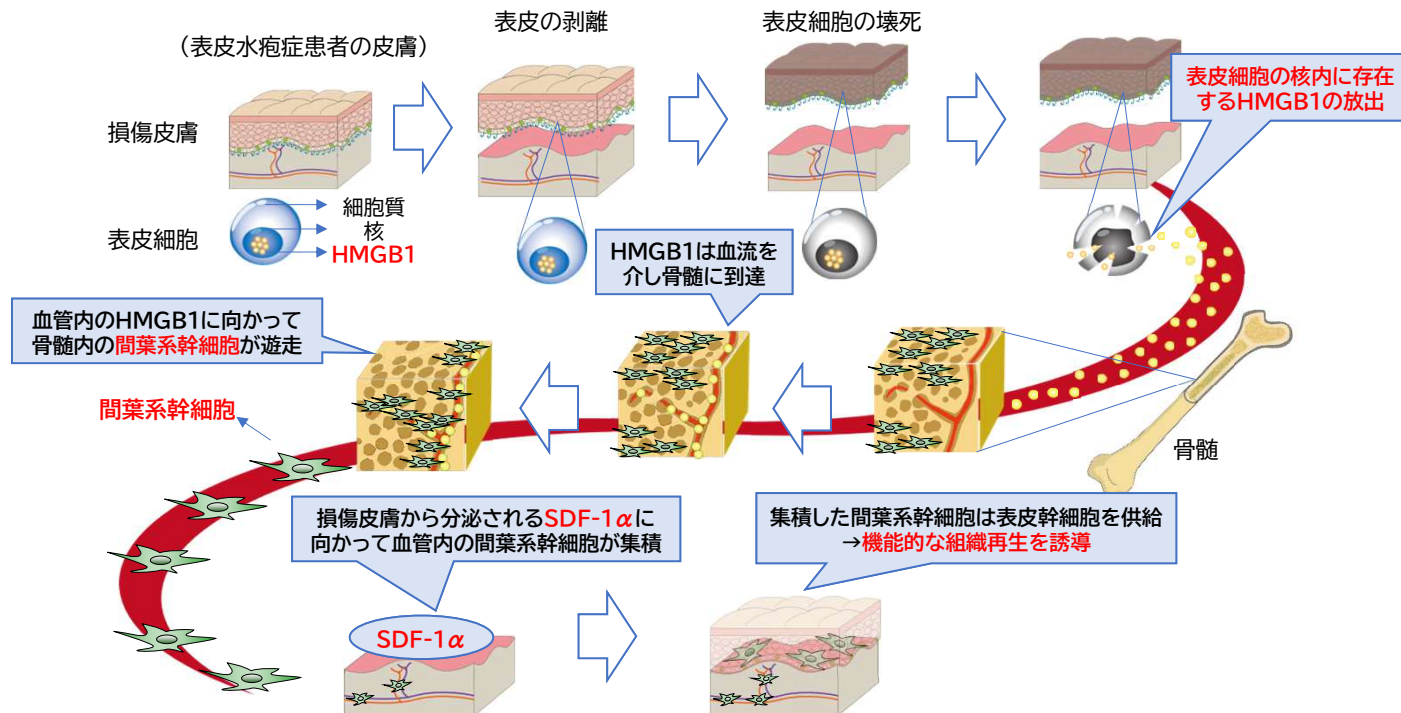 (表皮水疱症患者の皮膚)
表皮の剥離
表皮細胞の壊死
表皮細胞の核内に存在
するHMGB1の放出
損傷皮膚
表皮細胞
細胞質
核
HMGB1
HMGB1は血流を
介し骨髄に到達
血管内のHMGB1に向かって
骨髄内の間葉系幹細胞が遊走
間葉系幹細胞
骨髄
損傷皮膚から分泌されるSDF-1αに
向かって血管内の間葉系幹細胞が集積
集積した間葉系幹細胞は表皮幹細胞を供給
→機能的な組織再生を誘導
SDF-1α